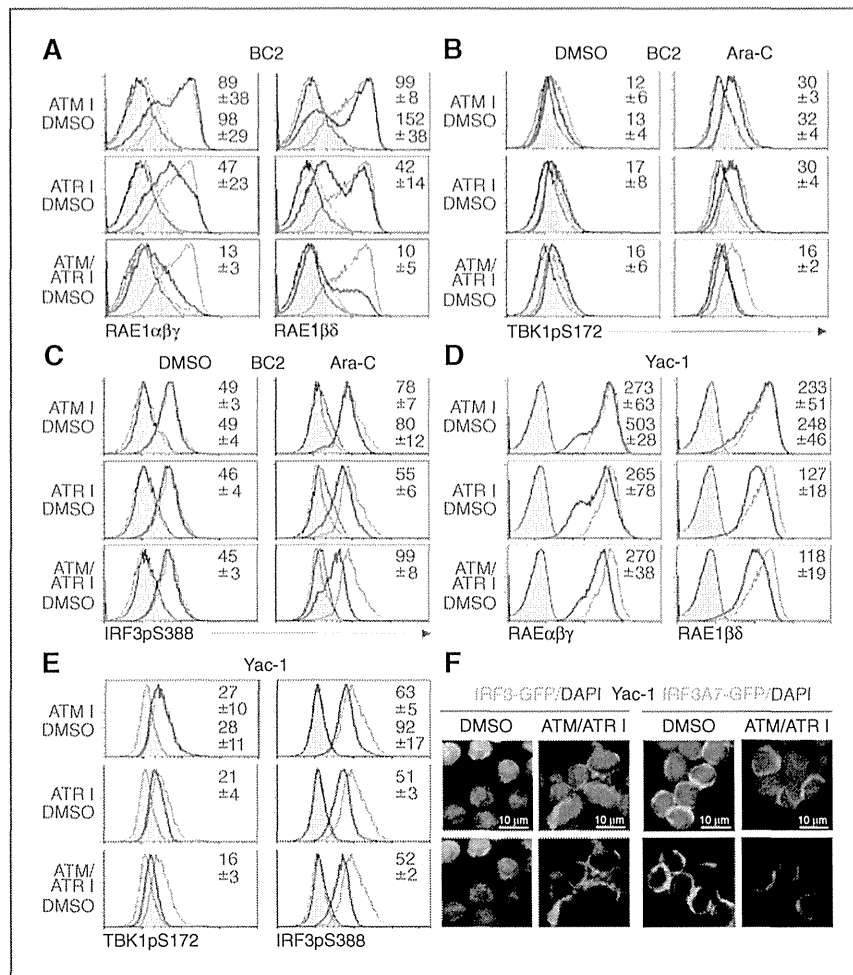 A
BC2
ATM I
DMSO
89
±38
98
±29
99
±8
152
±38
ATR I
DMSO
47
±23
42
±14
ATM/
ATR I
DMSO
13
±3
10
±5
RAE1αβγ
RAE1βδ
B
DMSO BC2 Ara-C
ATM I
DMSO
12
±6
13
±4
30
±3
32
±4
ATR I
DMSO
17
±8
30
±4
ATM/
ATR I
DMSO
16
±6
16
±2
TBK1pS172
C
DMSO BC2 Ara-C
ATM I
DMSO
49
±3
49
±4
78
±7
80
±12
ATR I
DMSO
46
±4
55
±6
ATM/
ATR I
DMSO
45
±3
99
±8
IRF3pS388
D
Yac-1
ATM I
DMSO
273
±63
503
±28
233
±51
248
±46
ATR I
DMSO
265
±78
127
±18
ATM/
ATR I
DMSO
270
±38
118
±19
RAEαβγ
RAE1βδ
E
Yac-1
ATM I
DMSO
27
±10
28
±11
63
±5
92
±17
ATR I
DMSO
21
±4
51
±3
ATM/
ATR I
DMSO
16
±3
52
±2
TBK1pS172
IRF3pS388
F
IRF3-GFP/DAPI Yac-1 IRF3A7-GFP/DAPI
DMSO ATM/ATR I DMSO ATM/ATR I
10 μm
10 μm
10 μm
10 μm